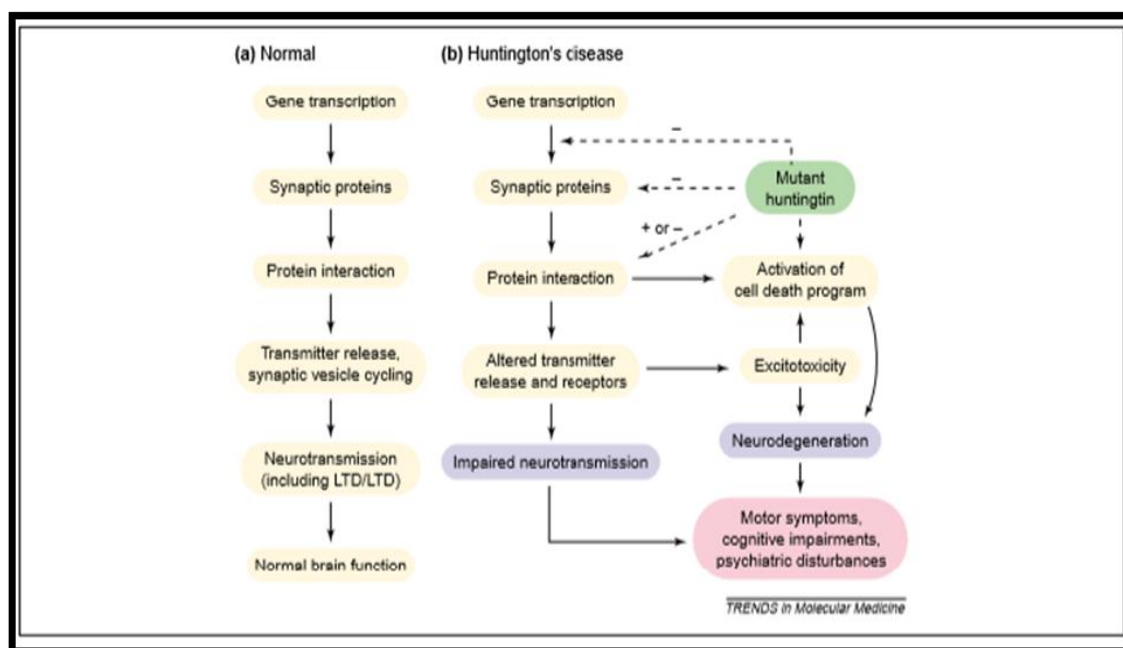 (a) Normal
Gene transcription
Synaptic proteins
Protein interaction
Transmitter release,
synaptic vesicle cycling
Neurotransmission
(including LTD/LTD)
Normal brain function
(b) Huntington's cisease
Gene transcription
Synaptic proteins
Protein interaction
Altered transmitter
release and receptors
Impaired neurotransmission
–
–
+ or –
Mutant
huntingtin
Activation of
cell death program
Excitotoxicity
Neurodegeneration
Motor symptoms,
cognitive impairments,
psychiatric disturbances
TRENDS in Molecular Medicine